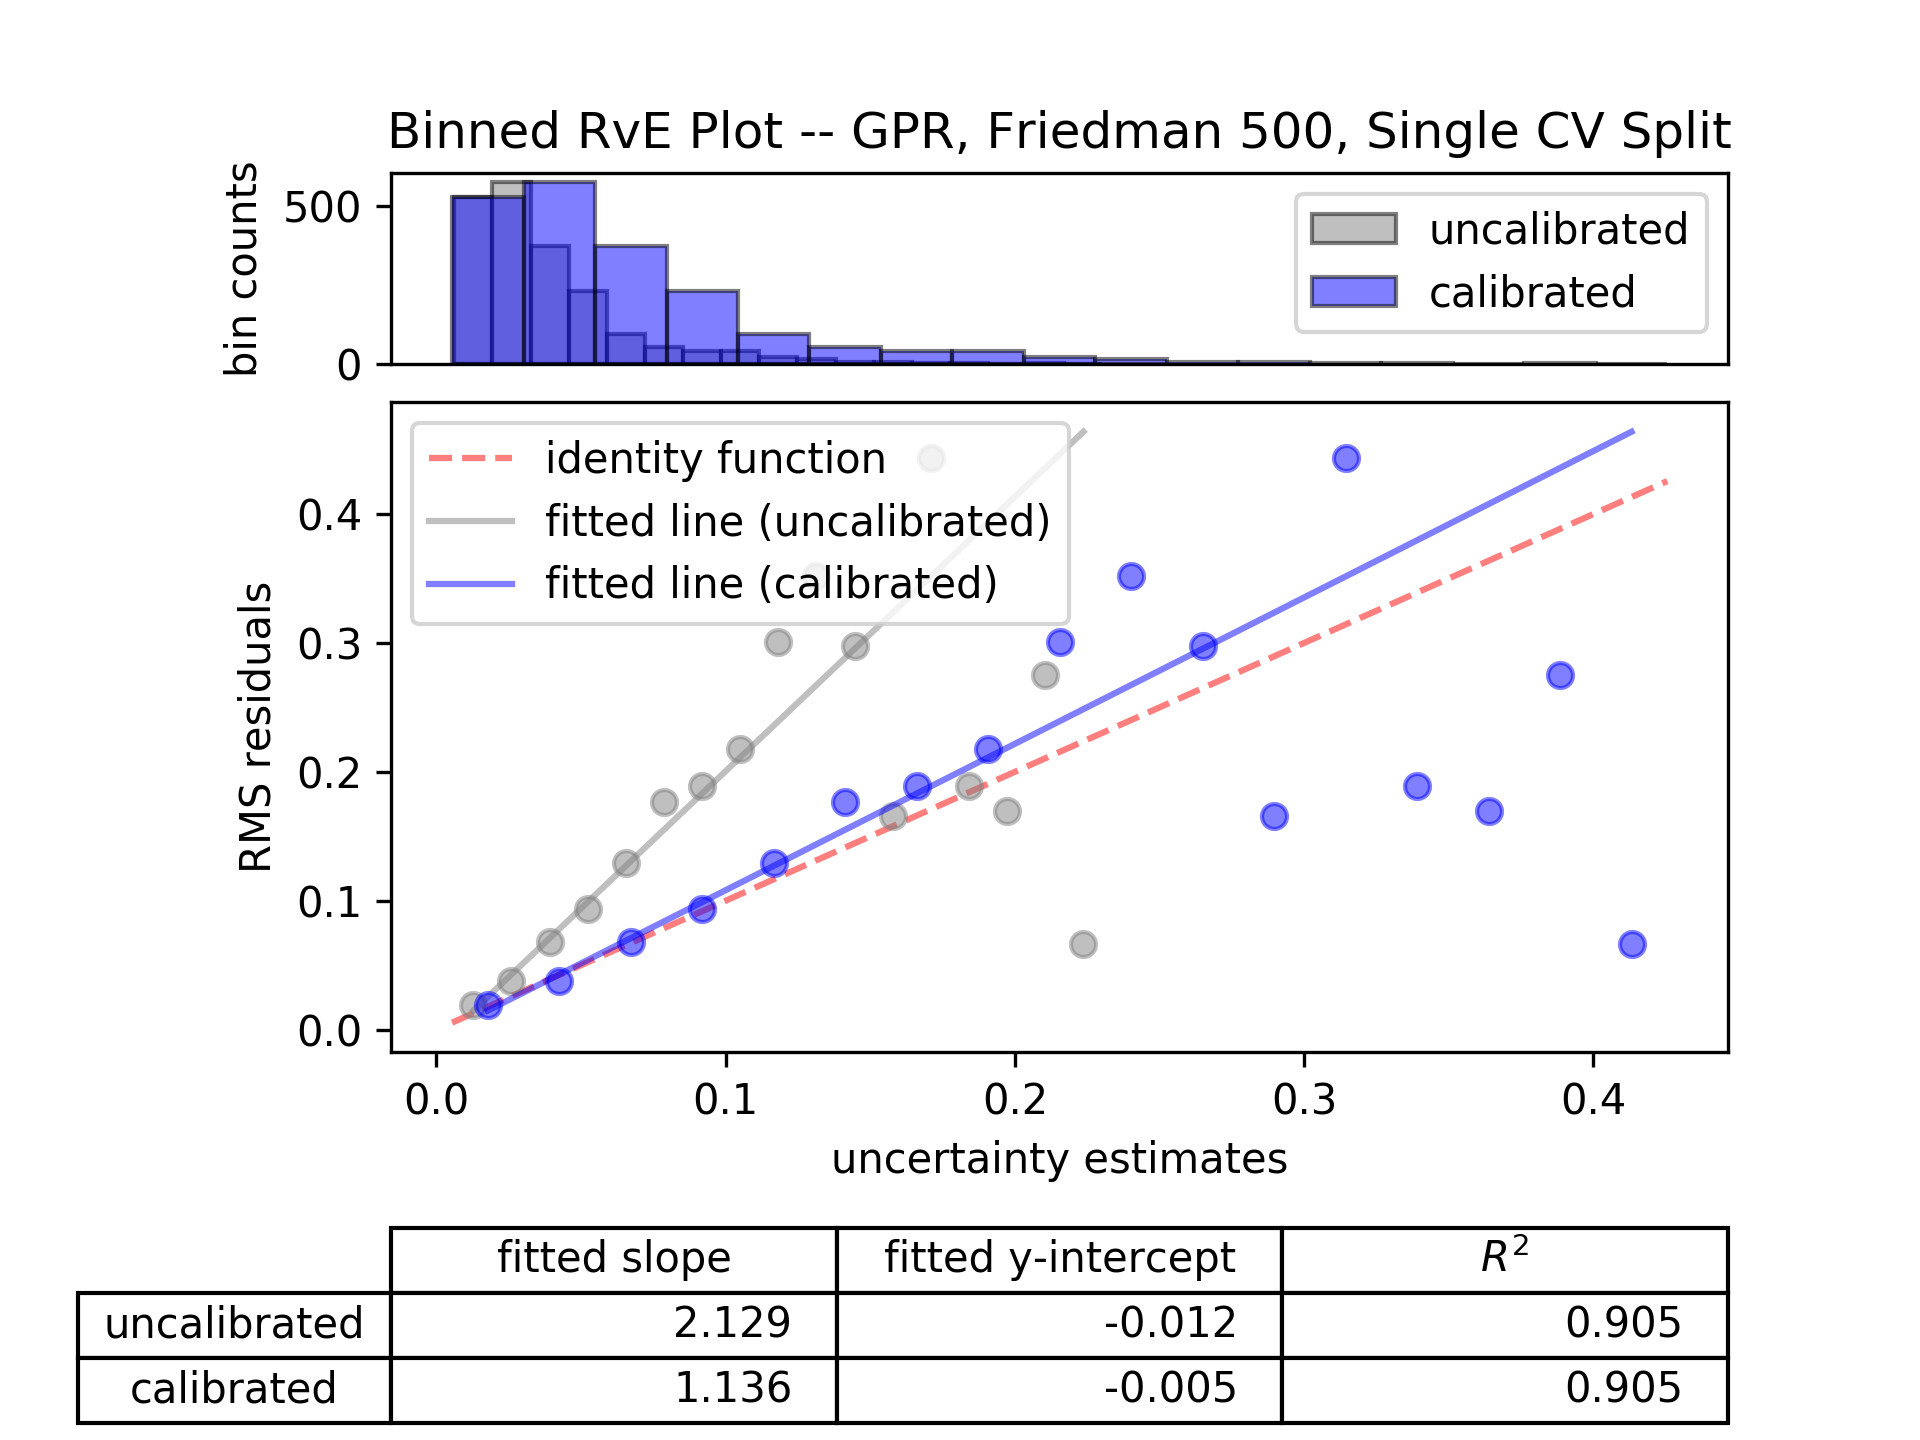 Binned RvE Plot -- GPR, Friedman 500, Single CV Split
bin counts
500
0
uncalibrated
calibrated
RMS residuals
0.4
0.3
0.2
0.1
0.0
identity function
fitted line (uncalibrated)
fitted line (calibrated)
0.0 0.1 0.2 0.3 0.4
uncertainty estimates
fitted slope fitted y-intercept R²
uncalibrated 2.129 -0.012 0.905
calibrated 1.136 -0.005 0.905